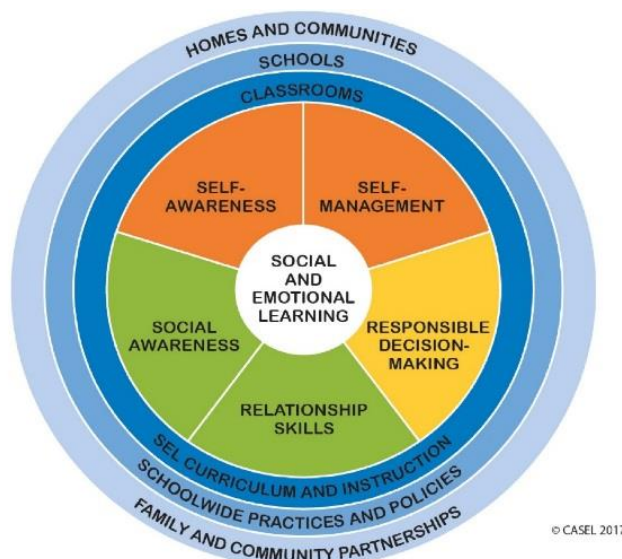 HOMES AND COMMUNITIES
SCHOOLS
CLASSROOMS
SELF-
AWARENESS
SELF-
MANAGEMENT
SOCIAL
AND
EMOTIONAL
LEARNING
SOCIAL
AWARENESS
RESPONSIBLE
DECISION-
MAKING
RELATIONSHIP
SKILLS
SEL CURRICULUM AND INSTRUCTION
SCHOOLWIDE PRACTICES AND POLICIES
FAMILY AND COMMUNITY PARTNERSHIPS
© CASEL 2017